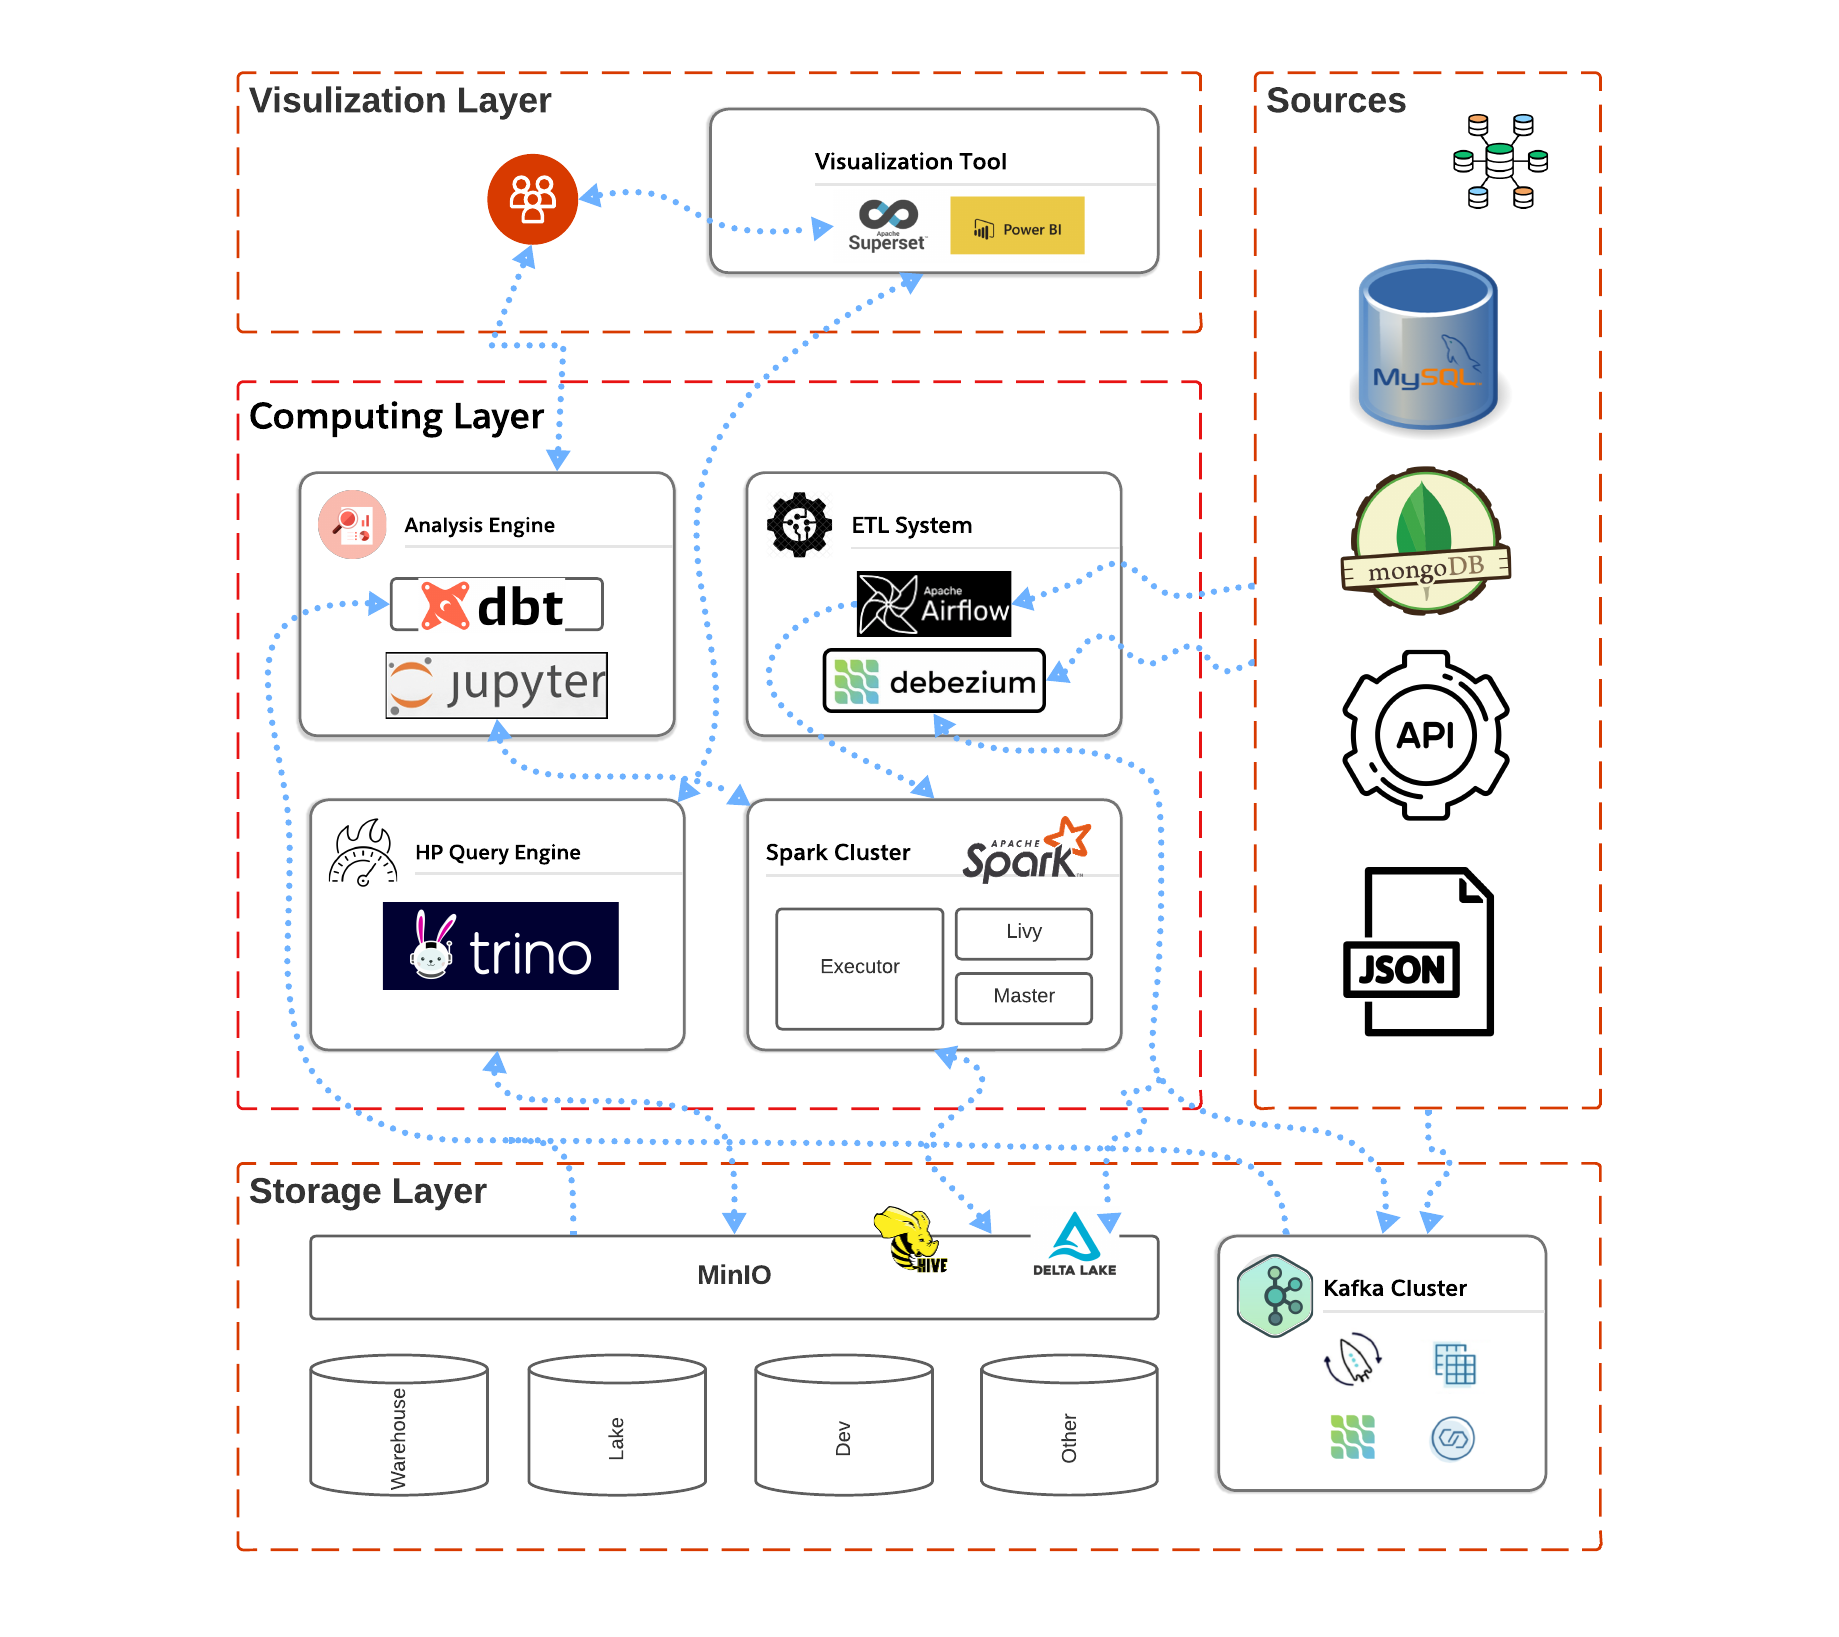 Visulization Layer
Visualization Tool
Apache
Superset™
Power BI
Sources
MySQL
mongoDB
API
JSON
Computing Layer
Analysis Engine
dbt
jupyter
ETL System
Apache
Airflow
debezium
HP Query Engine
trino
Spark Cluster
APACHE
Spark™
Executor
Livy
Master
Storage Layer
MinIO
HIVE
DELTA LAKE
Warehouse
Lake
Dev
Other
Kafka Cluster